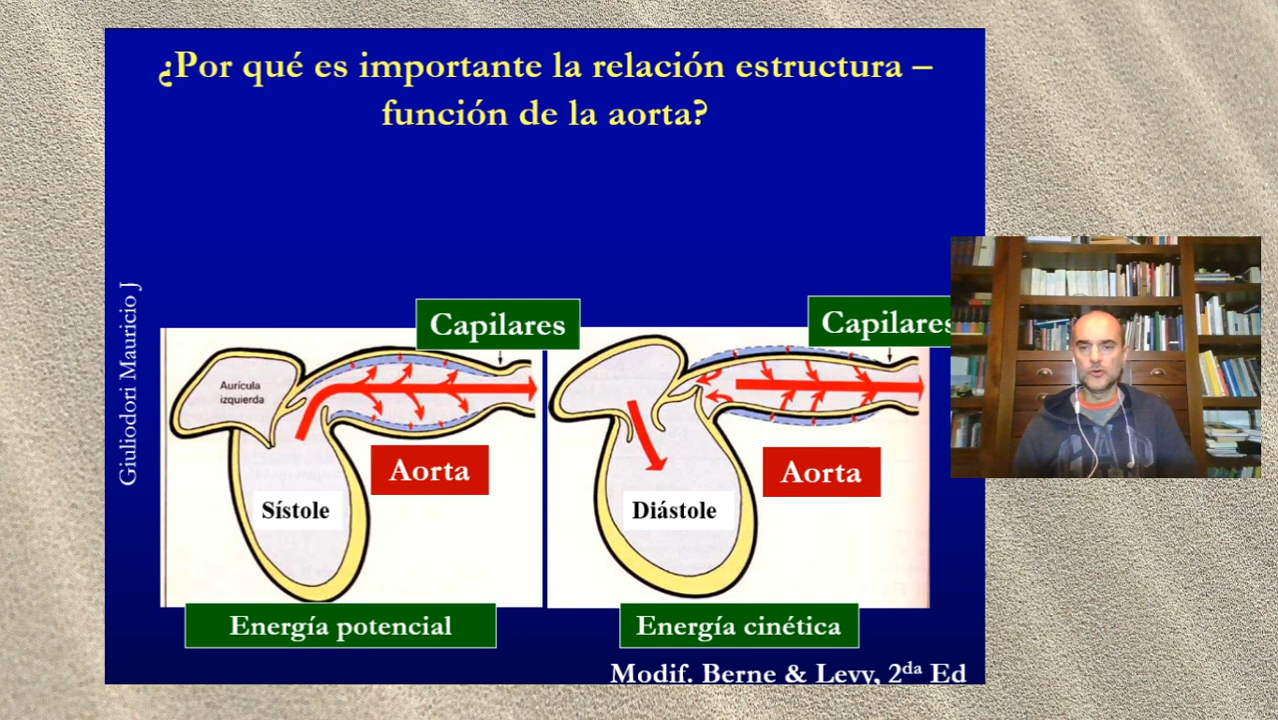 ¿Por qué es importante la relación estructura –
función de la aorta?
Giuliodori Mauricio J
Capilares
Capilares
Aurícula
izquierda
Aorta
Aorta
Sístole
Diástole
Energía potencial
Energía cinética
Modif. Berne & Levy, 2da Ed